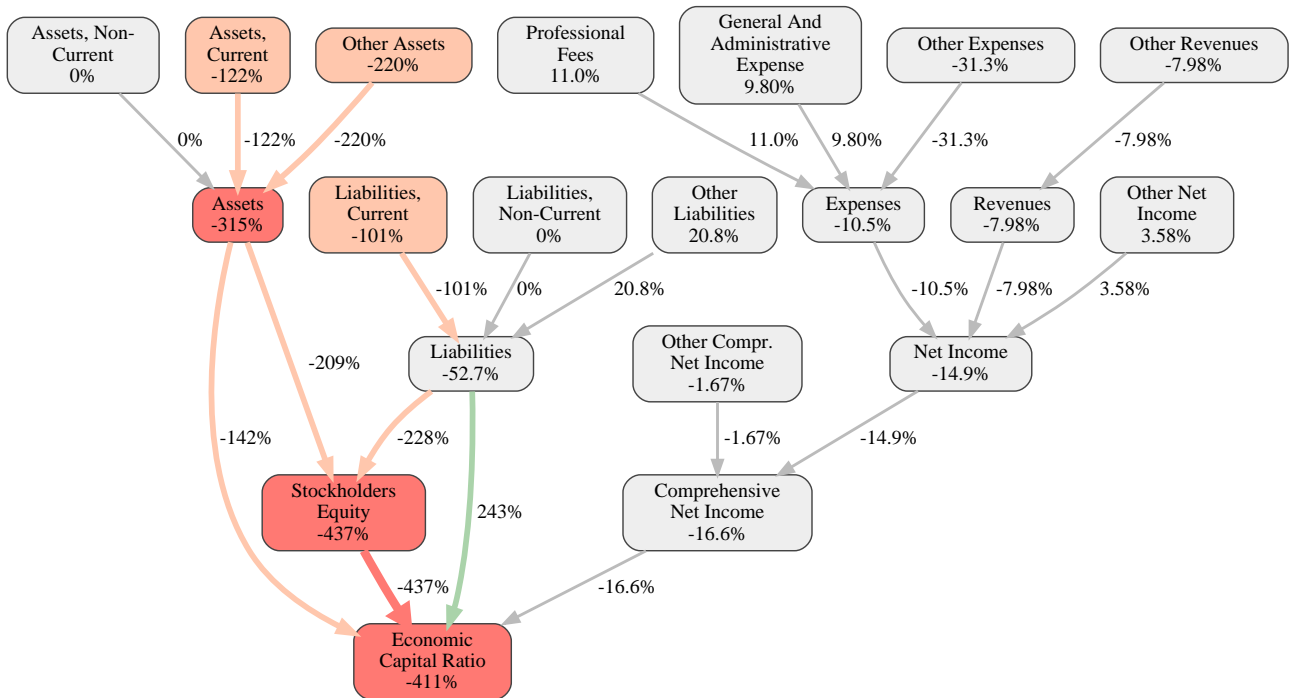 Assets, Non-
Current
0%
Assets,
Current
-122%
Other Assets
-220%
Professional
Fees
11.0%
General And
Administrative
Expense
9.80%
Other Expenses
-31.3%
Other Revenues
-7.98%
0%
-122%
-220%
11.0%
9.80%
-31.3%
-7.98%
Assets
-315%
Liabilities,
Current
-101%
Liabilities,
Non-Current
0%
Other
Liabilities
20.8%
Expenses
-10.5%
Revenues
-7.98%
Other Net
Income
3.58%
-101%
0%
20.8%
-10.5%
-7.98%
3.58%
Liabilities
-52.7%
Other Compr.
Net Income
-1.67%
Net Income
-14.9%
-209%
-142%
-228%
-1.67%
-14.9%
Stockholders
Equity
-437%
243%
Comprehensive
Net Income
-16.6%
-437%
-16.6%
Economic
Capital Ratio
-411%